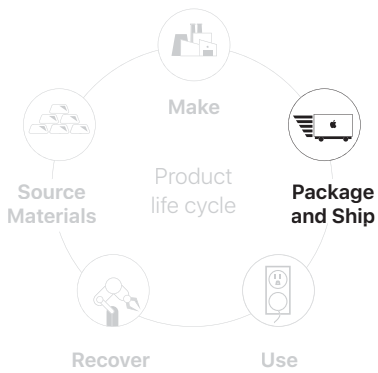 Make
Source
Materials
Product
life cycle
Package
and Ship
Recover
Use